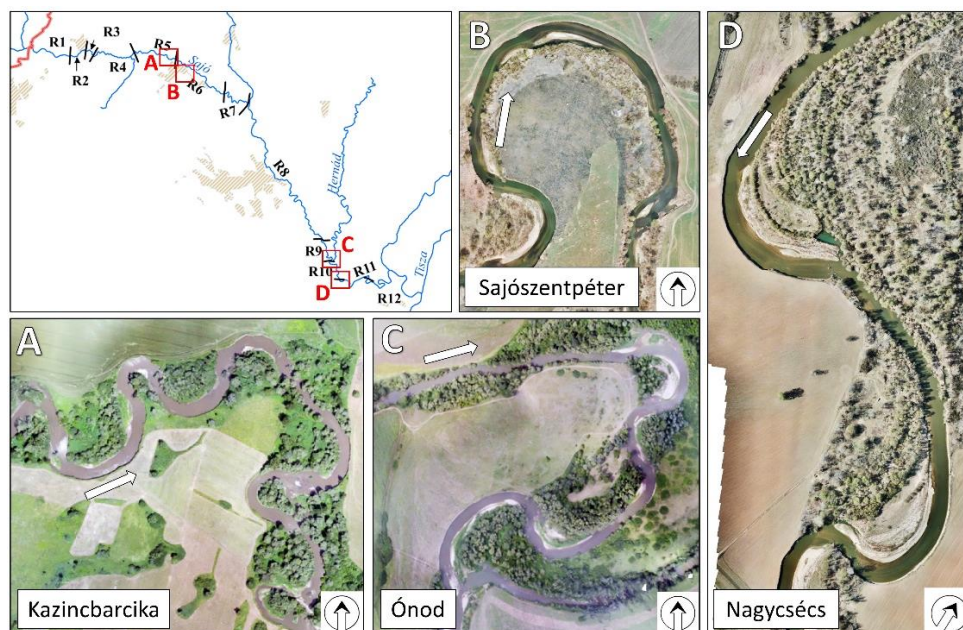 R1
R2
R3
R4
R5
Sajó
A
B
R6
R7
R8
Hernád
R9
C
R10
D
R11
R12
Tisza
B
Sajószentpéter
D
Nagycsécs
A
Kazincbarcika
C
Ónod